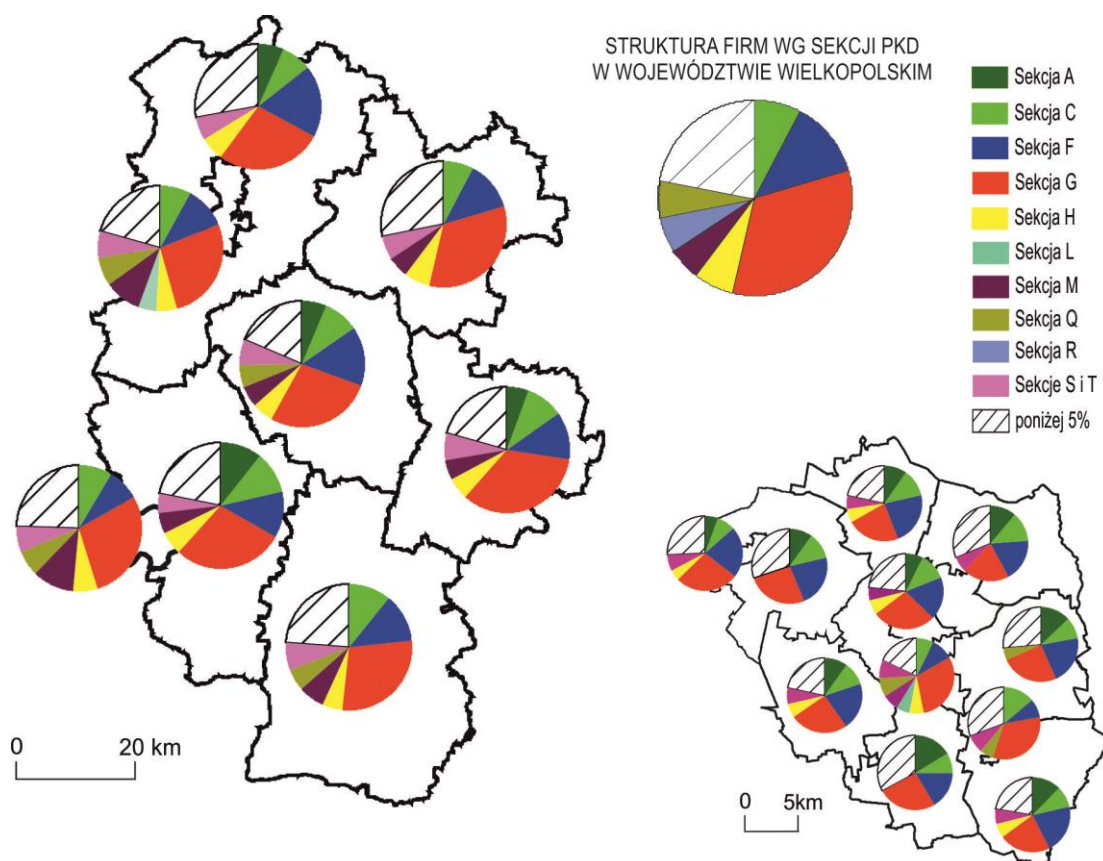 STRUKTURA FIRM WG SEKCJI PKD
W WOJEWÓDZTWIE WIELKOPOLSKIM
Sekcja A
Sekcja C
Sekcja F
Sekcja G
Sekcja H
Sekcja L
Sekcja M
Sekcja Q
Sekcja R
Sekcje S i T
poniżej 5%
0 20 km
0 5km